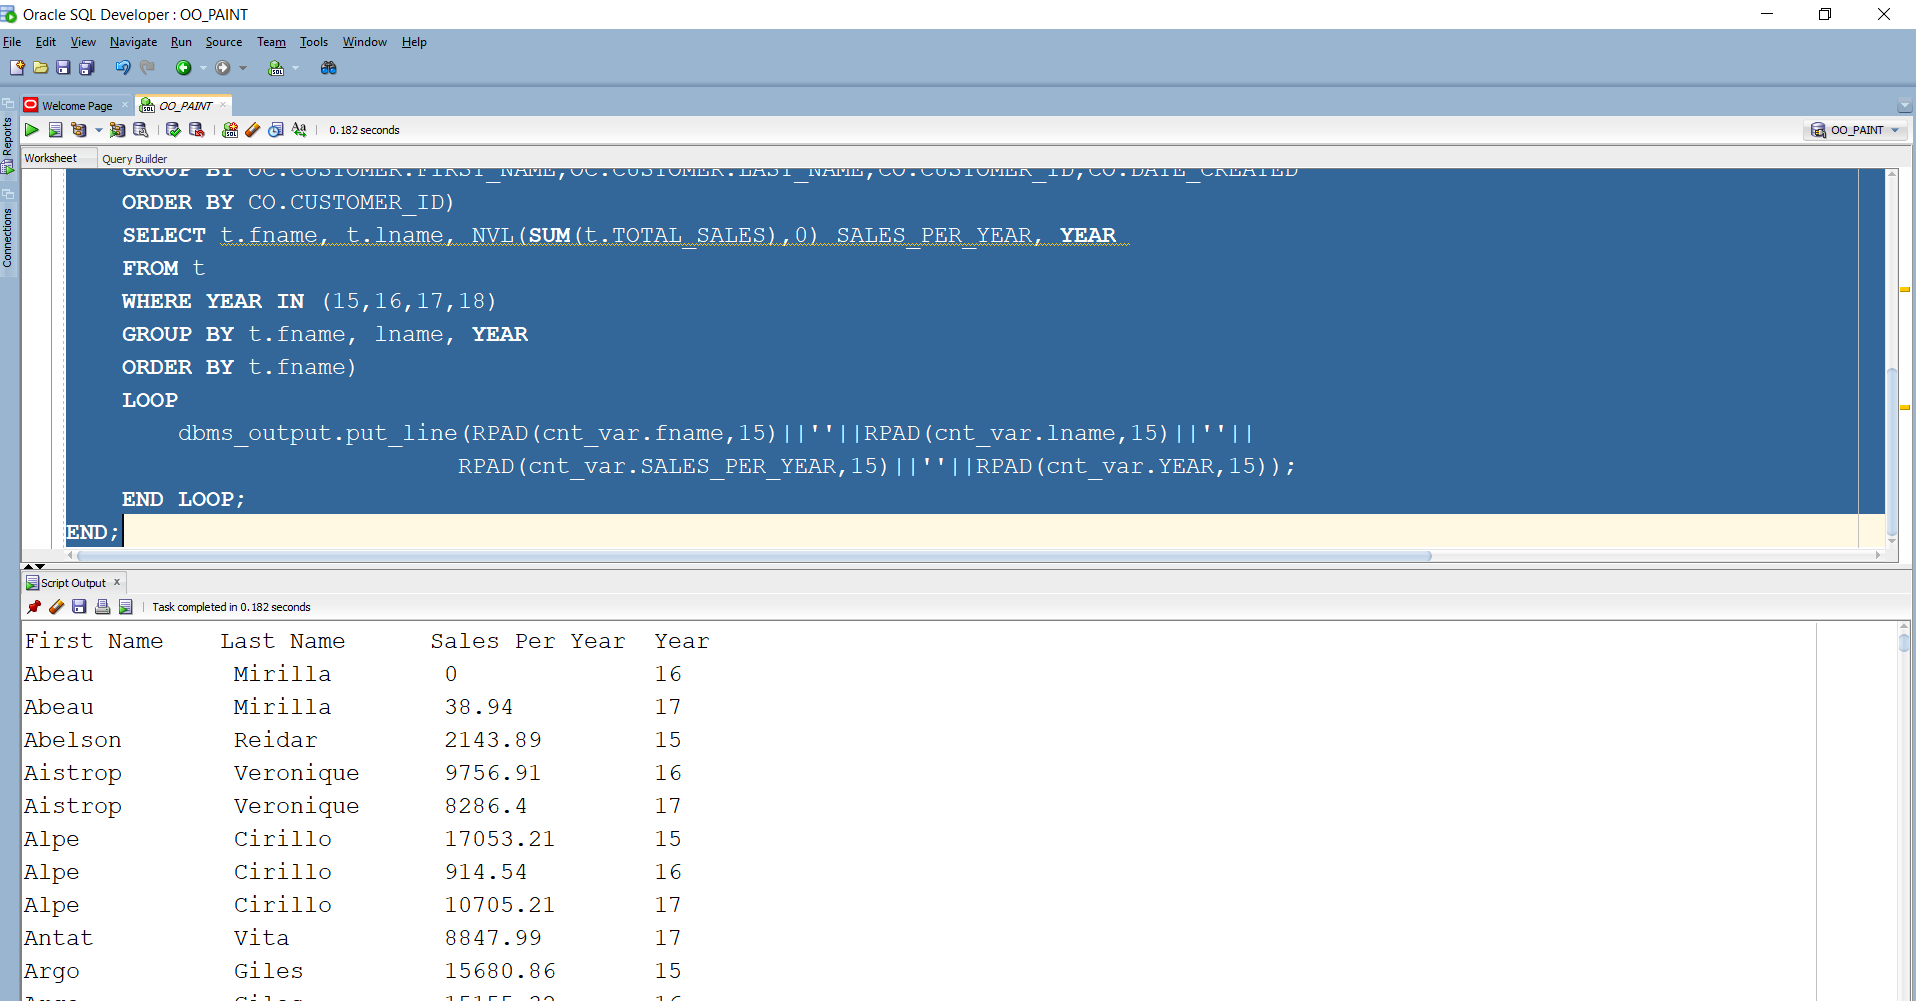 Oracle SQL Developer : OO_PAINT
File Edit View Navigate Run Source Team Tools Window Help
Welcome Page OO_PAINT
0.182 seconds
OO_PAINT
Reports
Connections
Worksheet Query Builder
GROUP BY OC.CUSTOMER.FIRST_NAME,OC.CUSTOMER.LAST_NAME,CO.CUSTOMER_ID,CO.DATE_CREATED
ORDER BY CO.CUSTOMER_ID)
SELECT t.fname, t.lname, NVL(SUM(t.TOTAL_SALES),0) SALES_PER_YEAR, YEAR
FROM t
WHERE YEAR IN (15,16,17,18)
GROUP BY t.fname, lname, YEAR
ORDER BY t.fname)
LOOP
dbms_output.put_line(RPAD(cnt_var.fname,15)||''||RPAD(cnt_var.lname,15)||''||
RPAD(cnt_var.SALES_PER_YEAR,15)||''||RPAD(cnt_var.YEAR,15));
END LOOP;
END;
Script Output
Task completed in 0.182 seconds
First Name Last Name Sales Per Year Year
Abeau Mirilla 0 16
Abeau Mirilla 38.94 17
Abelson Reidar 2143.89 15
Aistrop Veronique 9756.91 16
Aistrop Veronique 8286.4 17
Alpe Cirillo 17053.21 15
Alpe Cirillo 914.54 16
Alpe Cirillo 10705.21 17
Antat Vita 8847.99 17
Argo Giles 15680.86 15